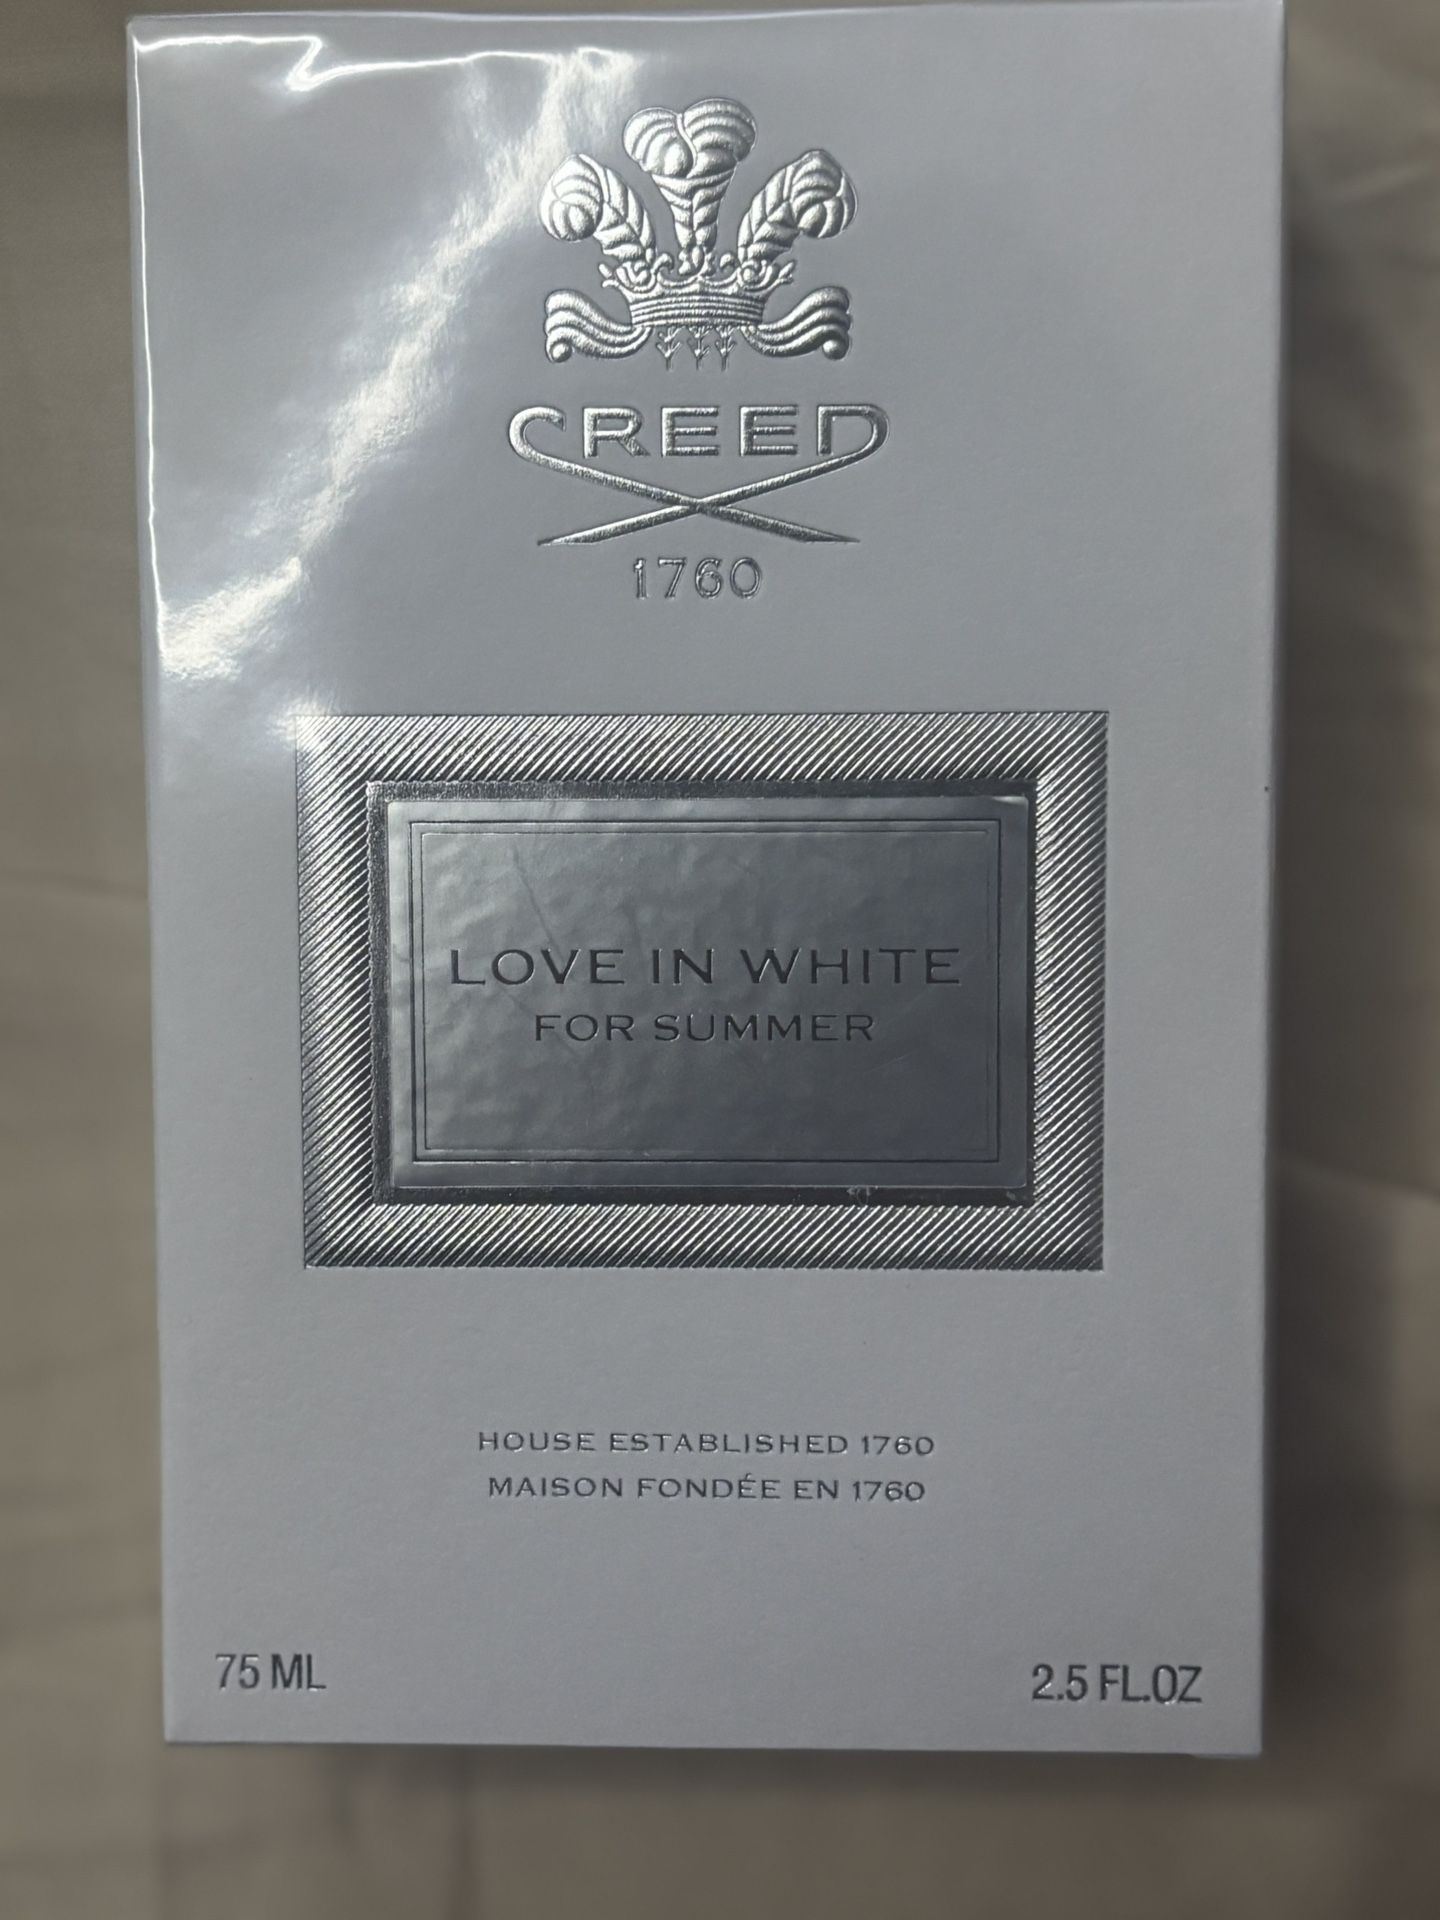 CREED
1760
LOVE IN WHITE
FOR SUMMER
HOUSE ESTABLISHED 1760
MAISON FONDÉE EN 1760
75 ML
2.5 FL.OZ